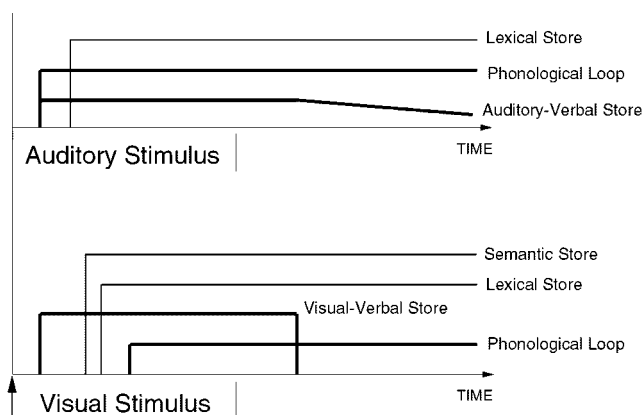 Lexical Store
Phonological Loop
Auditory-Verbal Store
TIME
Auditory Stimulus
Semantic Store
Lexical Store
Visual-Verbal Store
Phonological Loop
TIME
Visual Stimulus